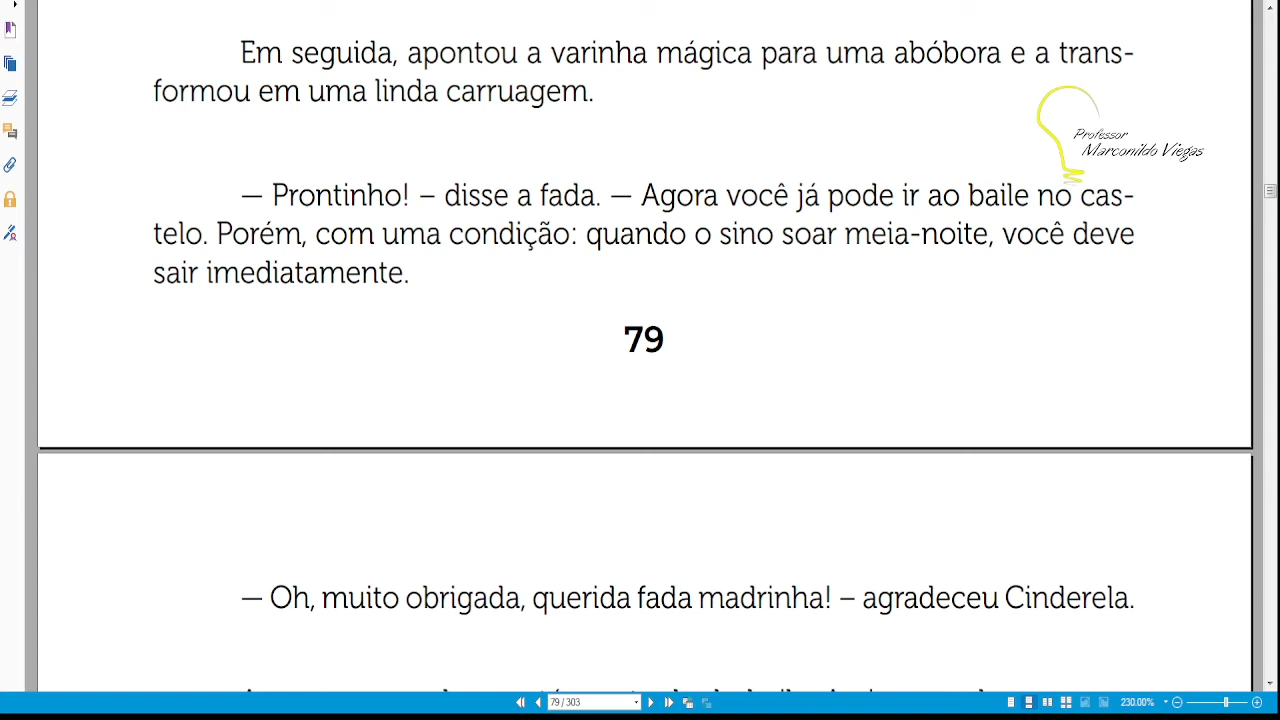 Em seguida, apontou a varinha mágica para uma abóbora e a trans-
formou em uma linda carruagem.
Professor
Marconildo Viegas
— Prontinho! – disse a fada. — Agora você já pode ir ao baile no cas-
telo. Porém, com uma condição: quando o sino soar meia-noite, você deve
sair imediatamente.
79
— Oh, muito obrigada, querida fada madrinha! – agradeceu Cinderela.
79 / 303
230.00%